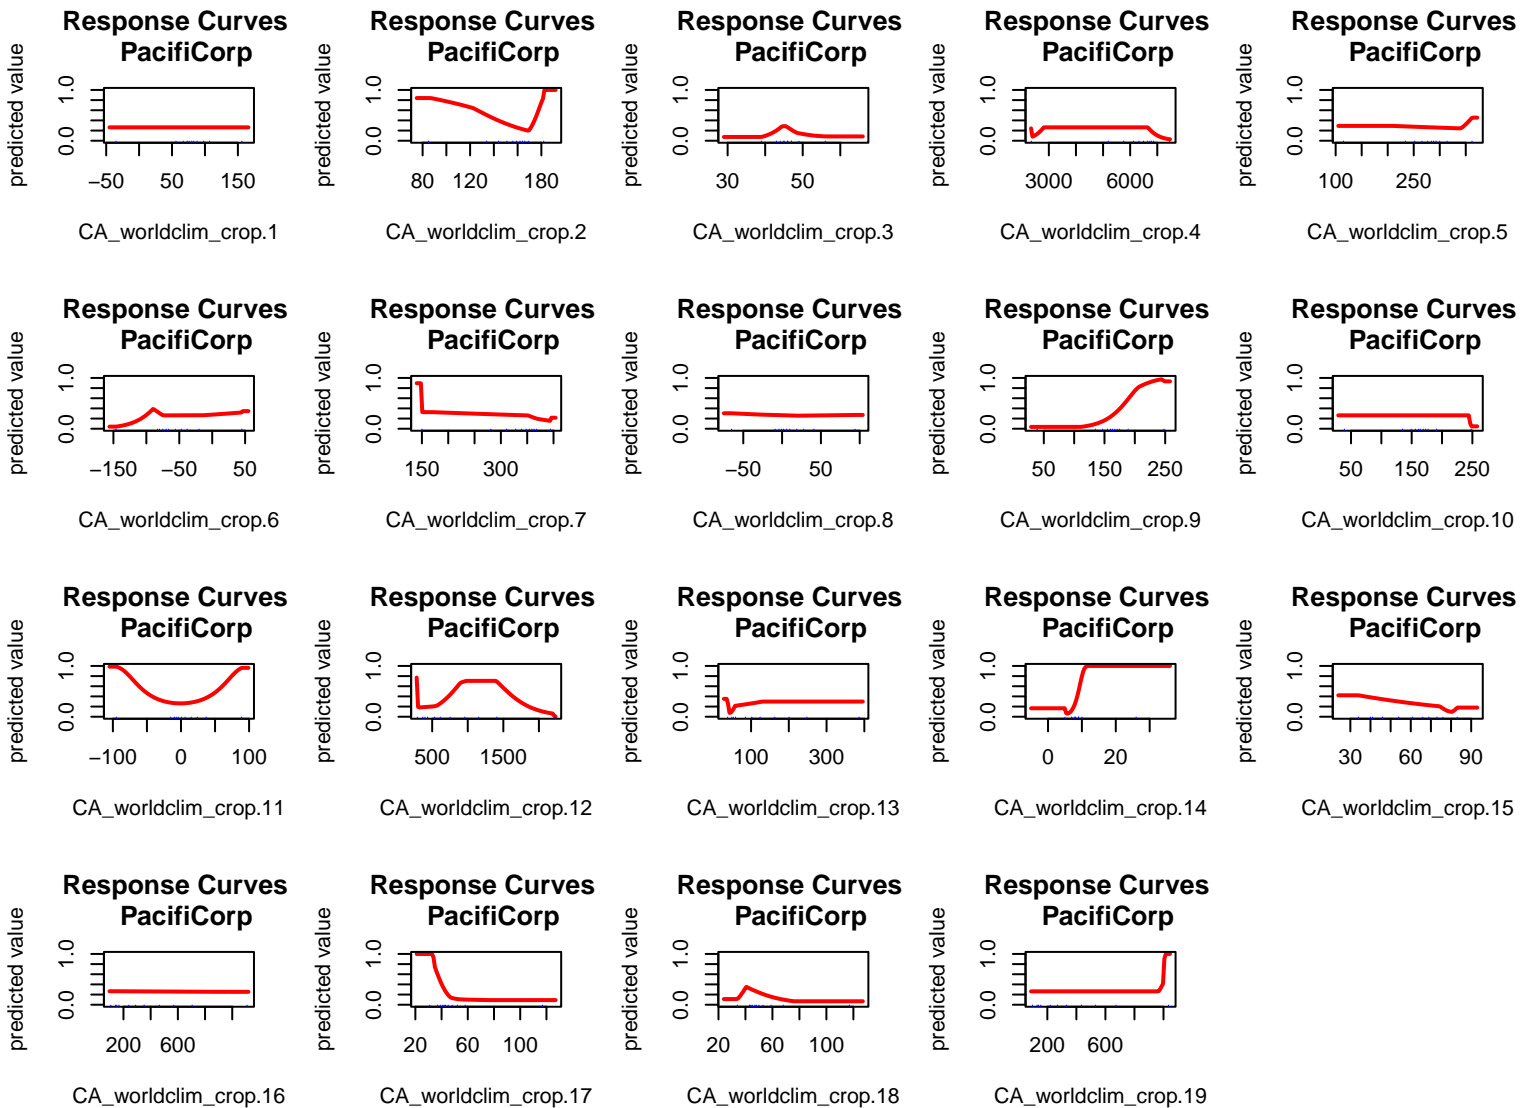 Response Curves
PacifiCorp
predicted value
0.0 1.0
−50 50 150
CA_worldclim_crop.1
Response Curves
PacifiCorp
predicted value
0.0 1.0
80 120 180
CA_worldclim_crop.2
Response Curves
PacifiCorp
predicted value
0.0 1.0
30 50
CA_worldclim_crop.3
Response Curves
PacifiCorp
predicted value
0.0 1.0
3000 6000
CA_worldclim_crop.4
Response Curves
PacifiCorp
predicted value
0.0 1.0
100 250
CA_worldclim_crop.5
Response Curves
PacifiCorp
predicted value
0.0 1.0
−150 −50 50
CA_worldclim_crop.6
Response Curves
PacifiCorp
predicted value
0.0 1.0
150 300
CA_worldclim_crop.7
Response Curves
PacifiCorp
predicted value
0.0 1.0
−50 50
CA_worldclim_crop.8
Response Curves
PacifiCorp
predicted value
0.0 1.0
50 150 250
CA_worldclim_crop.9
Response Curves
PacifiCorp
predicted value
0.0 1.0
50 150 250
CA_worldclim_crop.10
Response Curves
PacifiCorp
predicted value
0.0 1.0
−100 0 100
CA_worldclim_crop.11
Response Curves
PacifiCorp
predicted value
0.0 1.0
500 1500
CA_worldclim_crop.12
Response Curves
PacifiCorp
predicted value
0.0 1.0
100 300
CA_worldclim_crop.13
Response Curves
PacifiCorp
predicted value
0.0 1.0
0 20
CA_worldclim_crop.14
Response Curves
PacifiCorp
predicted value
0.0 1.0
30 60 90
CA_worldclim_crop.15
Response Curves
PacifiCorp
predicted value
0.0 1.0
200 600
CA_worldclim_crop.16
Response Curves
PacifiCorp
predicted value
0.0 1.0
20 60 100
CA_worldclim_crop.17
Response Curves
PacifiCorp
predicted value
0.0 1.0
20 60 100
CA_worldclim_crop.18
Response Curves
PacifiCorp
predicted value
0.0 1.0
200 600
CA_worldclim_crop.19